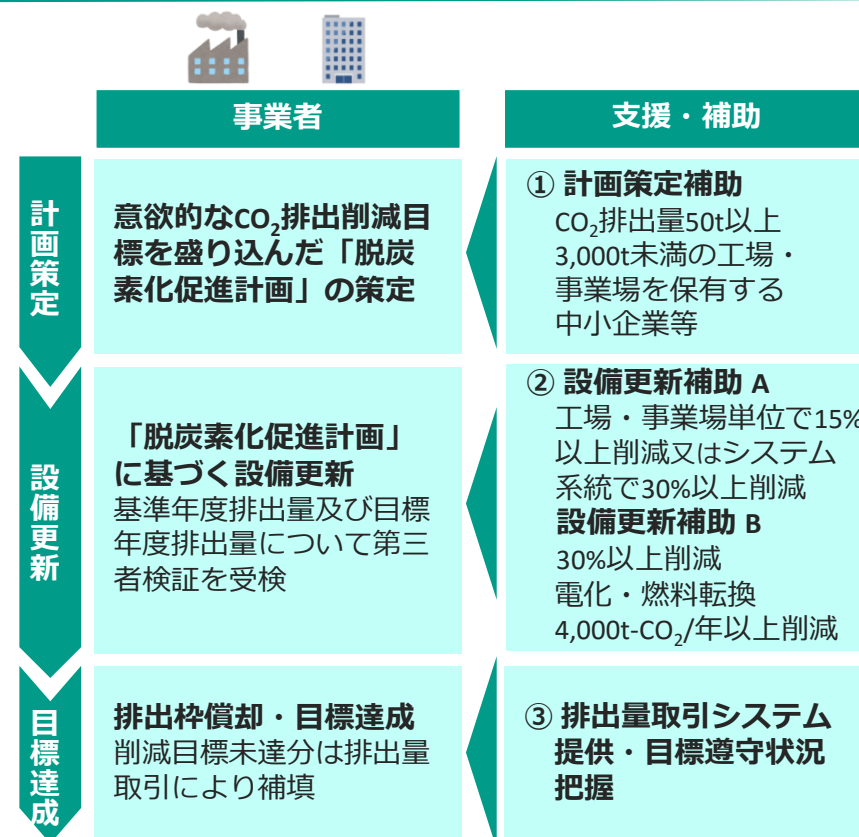 事業者
支援・補助
計画策定
意欲的なCO₂排出削減目
標を盛り込んだ「脱炭
素化促進計画」の策定
① 計画策定補助
CO₂排出量50t以上
3,000t未満の工場・
事業場を保有する
中小企業等
設備更新
「脱炭素化促進計画」
に基づく設備更新
基準年度排出量及び目標
年度排出量について第三
者検証を受検
② 設備更新補助 A
工場・事業場単位で15%
以上削減又はシステム
系統で30%以上削減
設備更新補助 B
30%以上削減
電化・燃料転換
4,000t-CO₂/年以上削減
目標達成
排出枠償却・目標達成
削減目標未達分は排出量
取引により補填
③ 排出量取引システム
提供・目標遵守状況
把握